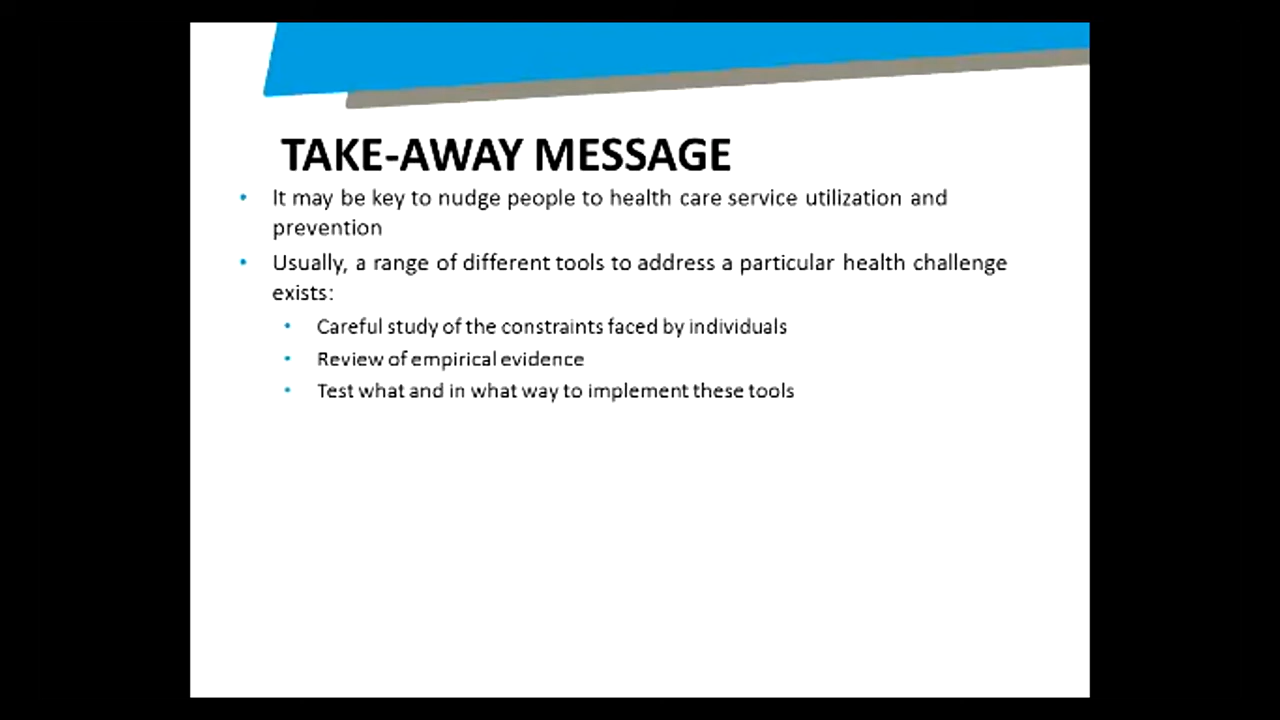 TAKE-AWAY MESSAGE
• It may be key to nudge people to health care service utilization and
prevention
• Usually, a range of different tools to address a particular health challenge
exists:
• Careful study of the constraints faced by individuals
• Review of empirical evidence
• Test what and in what way to implement these tools